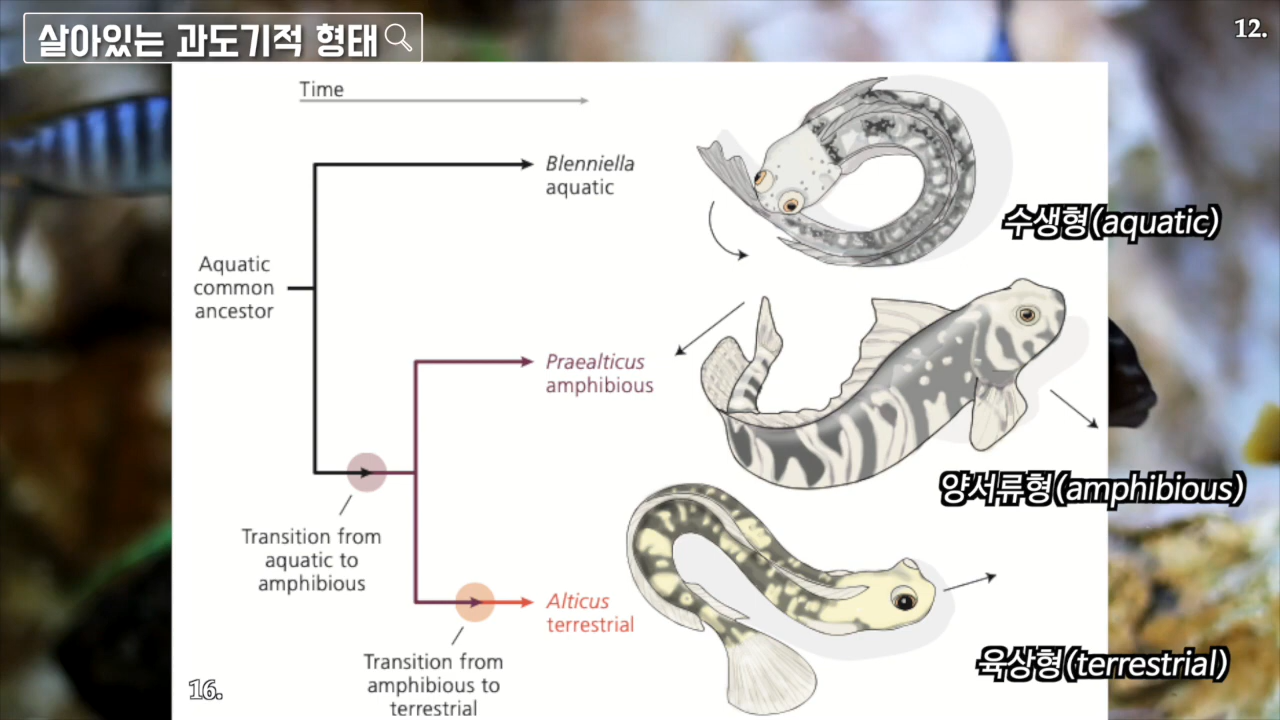 살아있는 과도기적 형태
12.
Time
Blenniella
aquatic
수생형(aquatic)
Aquatic
common
ancestor
Praealticus
amphibious
양서류형(amphibious)
Transition from
aquatic to
amphibious
Alticus
terrestrial
육상형(terrestrial)
Transition from
amphibious to
terrestrial
16.